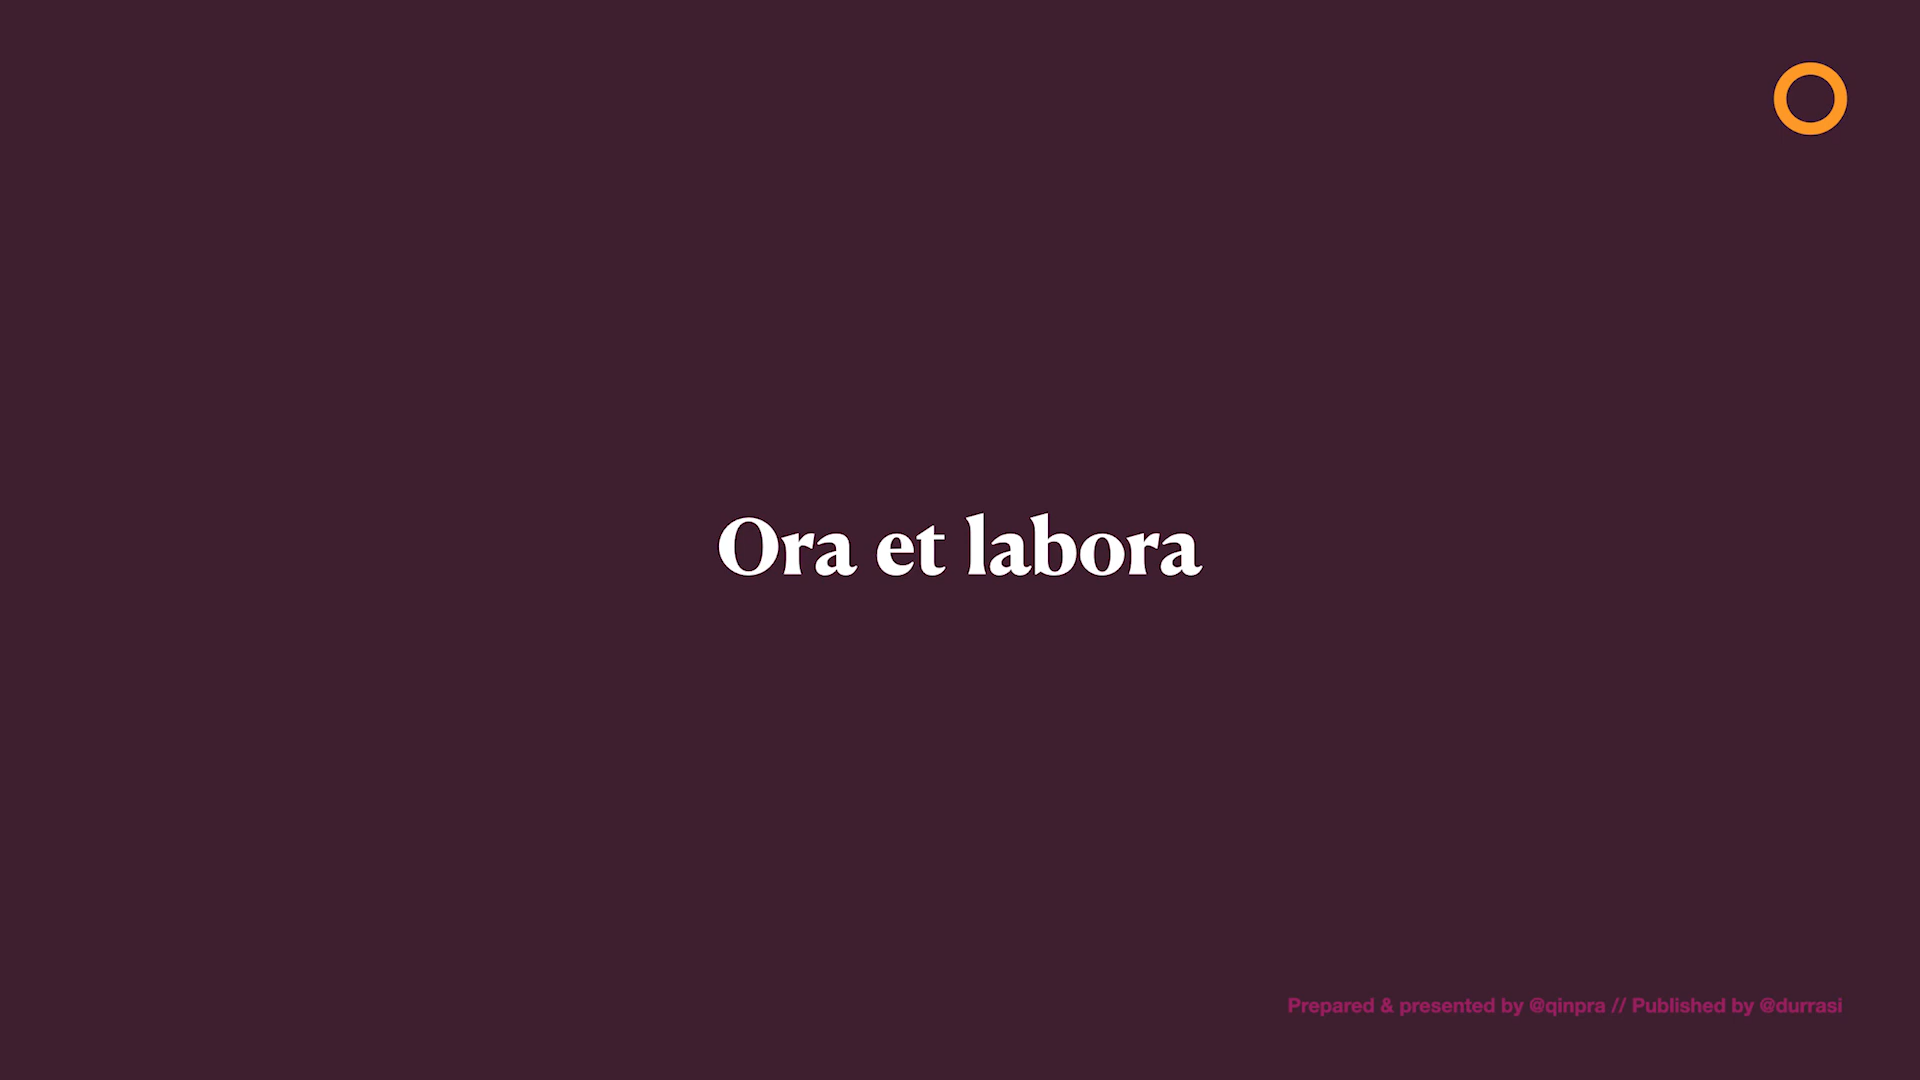 Ora et labora
Prepared & presented by @qinpra // Published by @durrasi